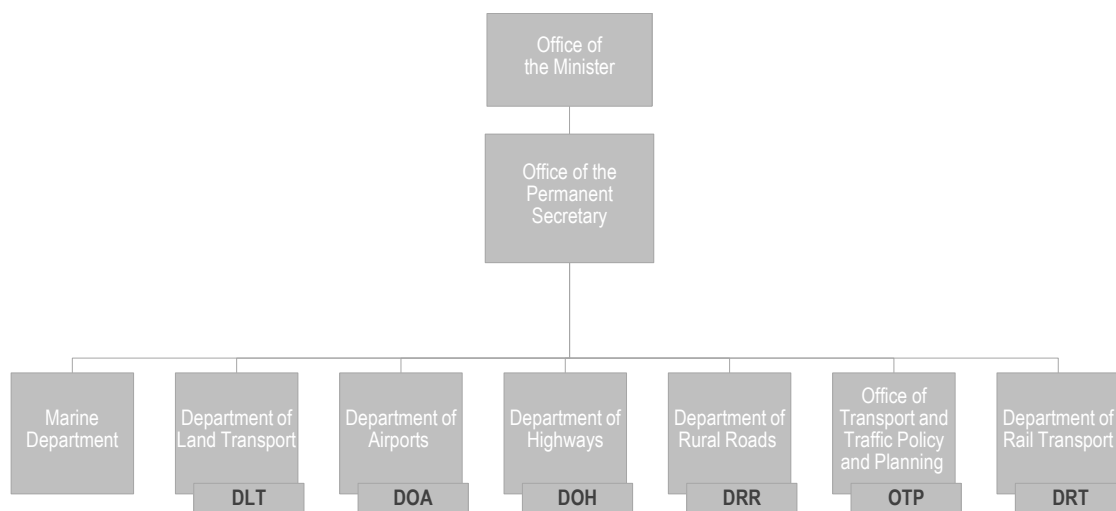 Office of
the Minister
Office of the
Permanent
Secretary
Marine
Department
Department of
Land Transport
DLT
Department of
Airports
DOA
Department of
Highways
DOH
Department of
Rural Roads
DRR
Office of
Transport and
Traffic Policy
and Planning
OTP
Department of
Rail Transport
DRT